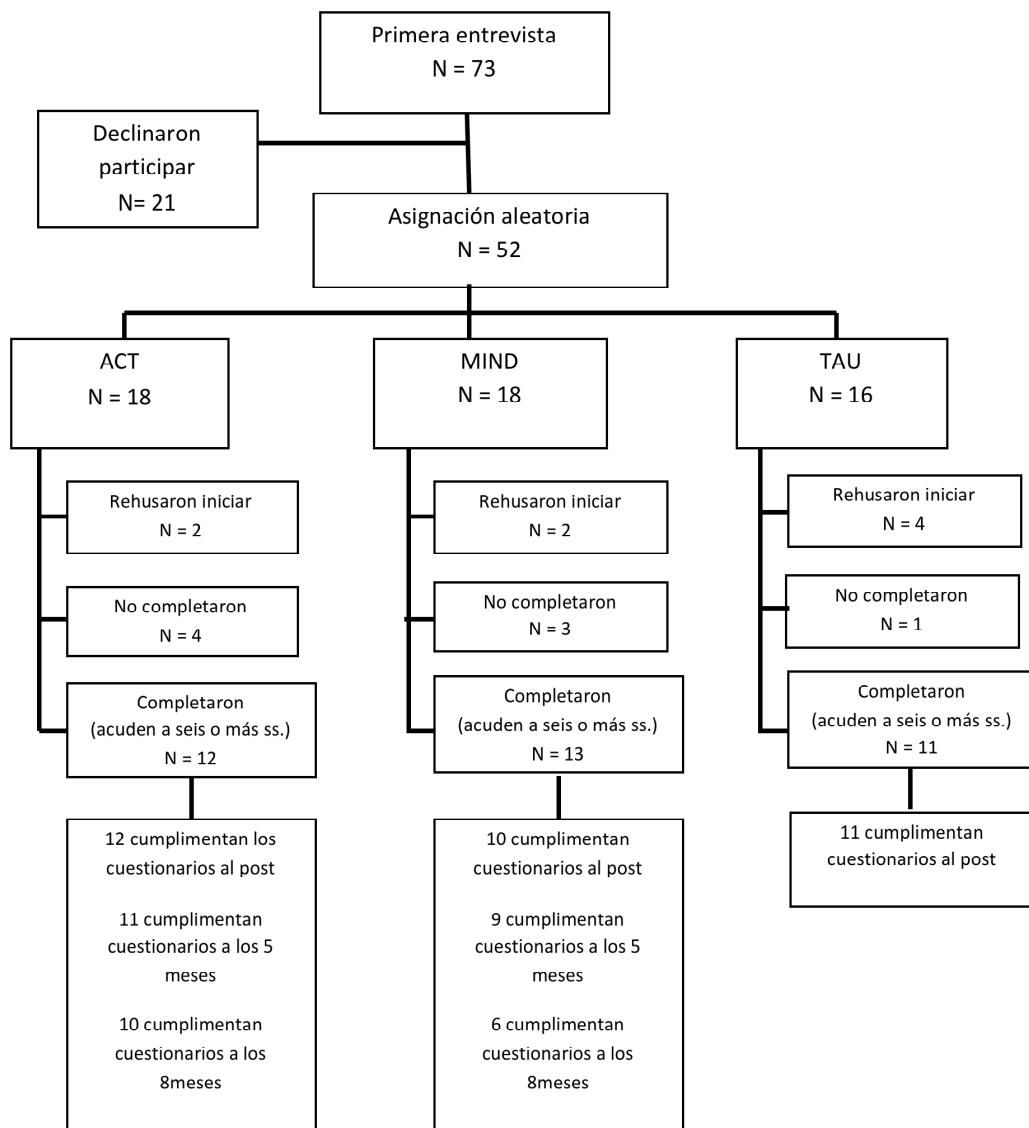 Primera entrevista
N = 73
Declinaron
participar
N= 21
Asignación aleatoria
N = 52
ACT
N = 18
MIND
N = 18
TAU
N = 16
Rehusaron iniciar
N = 2
Rehusaron iniciar
N = 2
Rehusaron iniciar
N = 4
No completaron
N = 4
No completaron
N = 3
No completaron
N = 1
Completaron
(acuden a seis o más ss.)
N = 12
Completaron
(acuden a seis o más ss.)
N = 13
Completaron
(acuden a seis o más ss.)
N = 11
12 cumplimentan los
cuestionarios al post
11 cumplimentan
cuestionarios a los 5
meses
10 cumplimentan
cuestionarios a los
8meses
10 cumplimentan
cuestionarios al post
9 cumplimentan
cuestionarios a los 5
meses
6 cumplimentan
cuestionarios a los
8meses
11 cumplimentan
cuestionarios al post